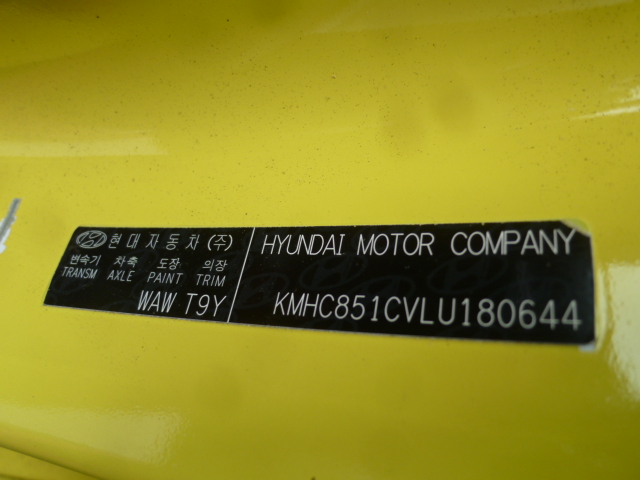 현대자동차 (주)
변속기 차축 도장 의장
TRANSM AXLE PAINT TRIM
WAW T9Y
HYUNDAI MOTOR COMPANY
KMHC851CVLU180644